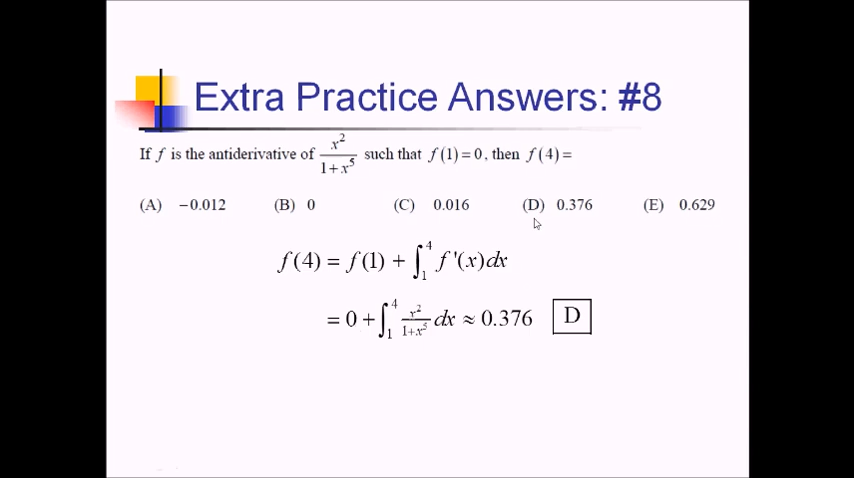 Extra Practice Answers: #8
If f is the antiderivative of x²/(1+x⁵) such that f(1)=0, then f(4)=
(A) −0.012 (B) 0 (C) 0.016 (D) 0.376 (E) 0.629
f(4) = f(1) + ∫₁⁴ f'(x)dx
= 0 + ∫₁⁴ x²/(1+x⁵) dx ≈ 0.376 D